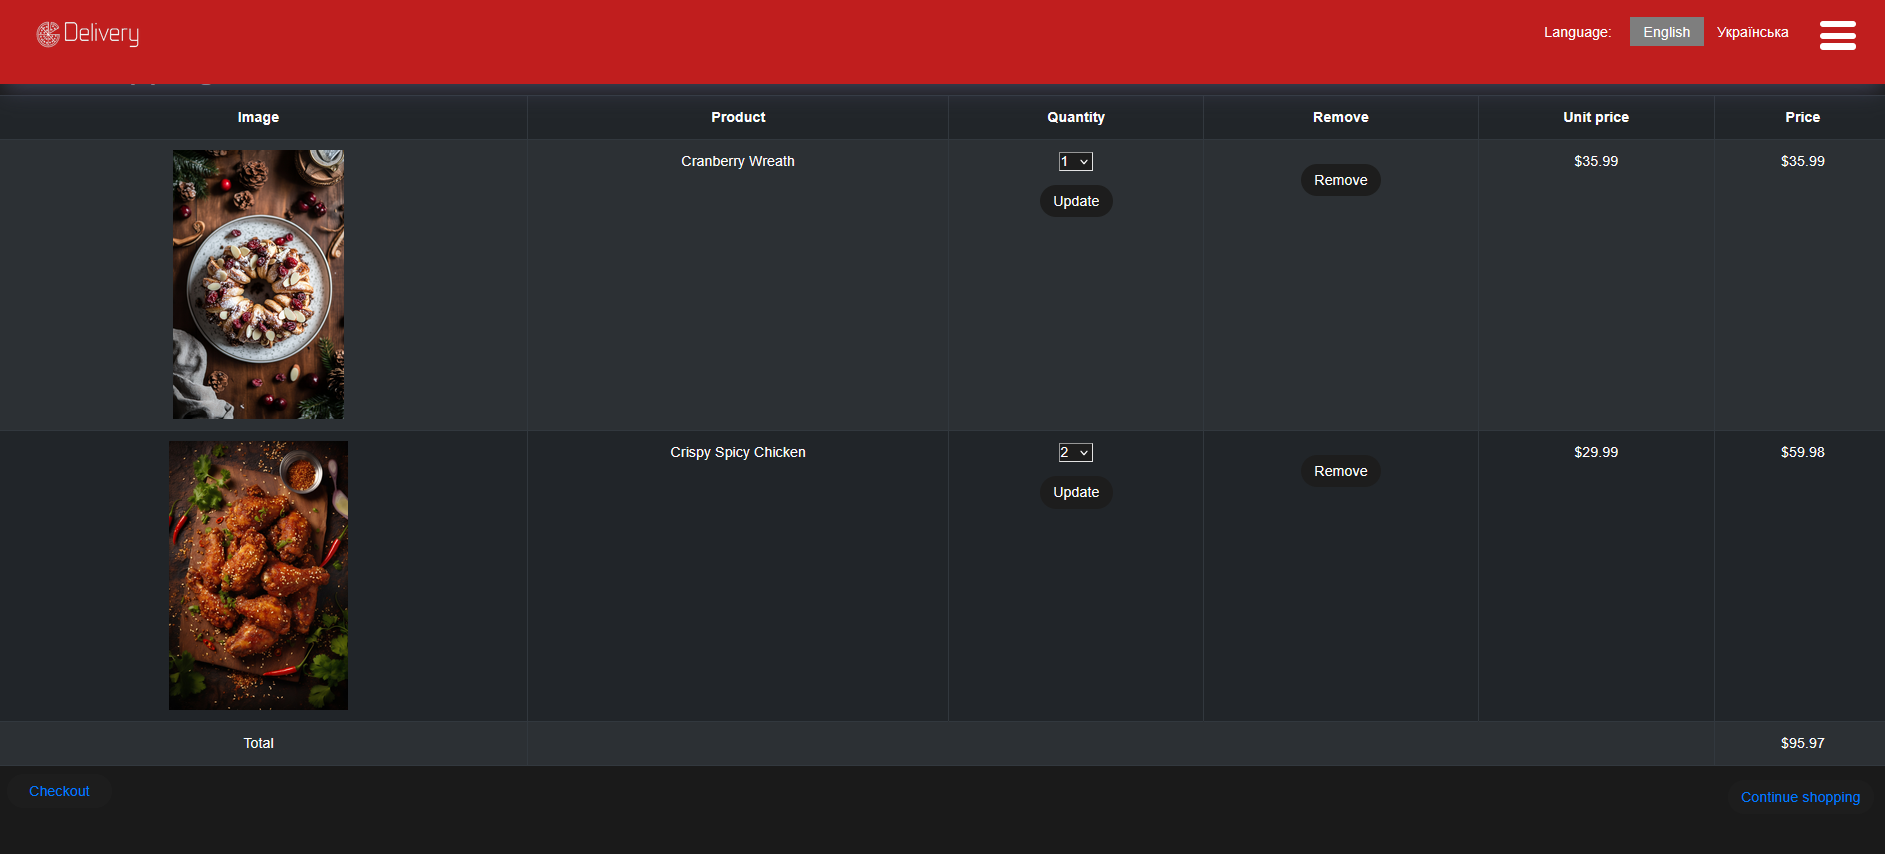 Delivery
Language: English Українська
Image Product Quantity Remove Unit price Price
Cranberry Wreath 1 Remove $35.99 $35.99
Update
Crispy Spicy Chicken 2 Remove $29.99 $59.98
Update
Total $95.97
Checkout
Continue shopping